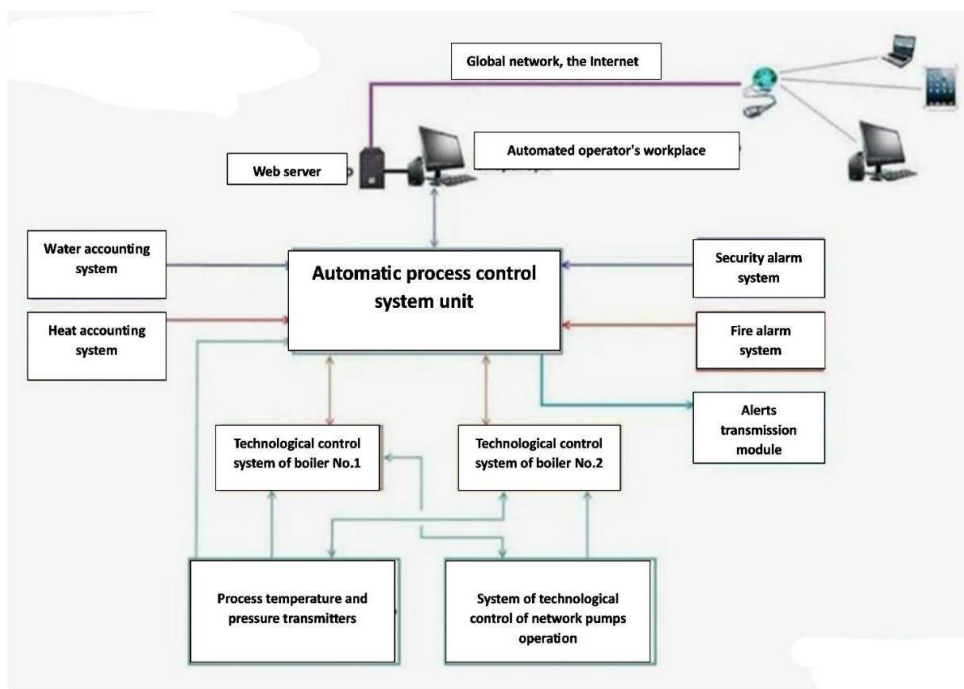 Global network, the Internet
Automated operator's workplace
Web server
Water accounting
system
Automatic process control
system unit
Security alarm
system
Heat accounting
system
Fire alarm
system
Alerts
transmission
module
Technological control
system of boiler No.1
Technological control
system of boiler No.2
Process temperature and
pressure transmitters
System of technological
control of network pumps
operation